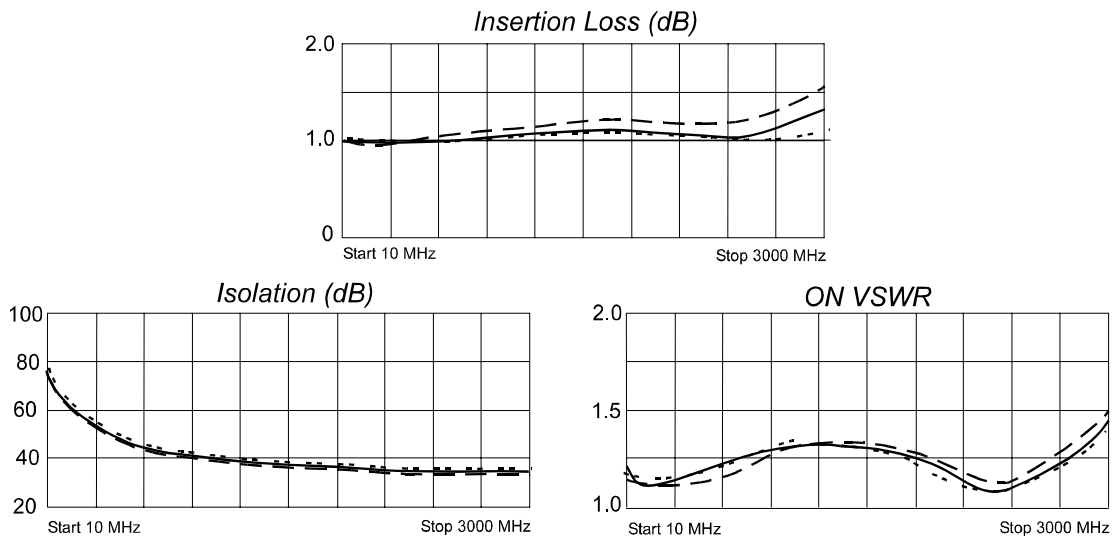 Insertion Loss (dB)
2.0
1.0
0
Start 10 MHz
Stop 3000 MHz
Isolation (dB)
100
80
60
40
20
Start 10 MHz
Stop 3000 MHz
ON VSWR
2.0
1.5
1.0
Start 10 MHz
Stop 3000 MHz